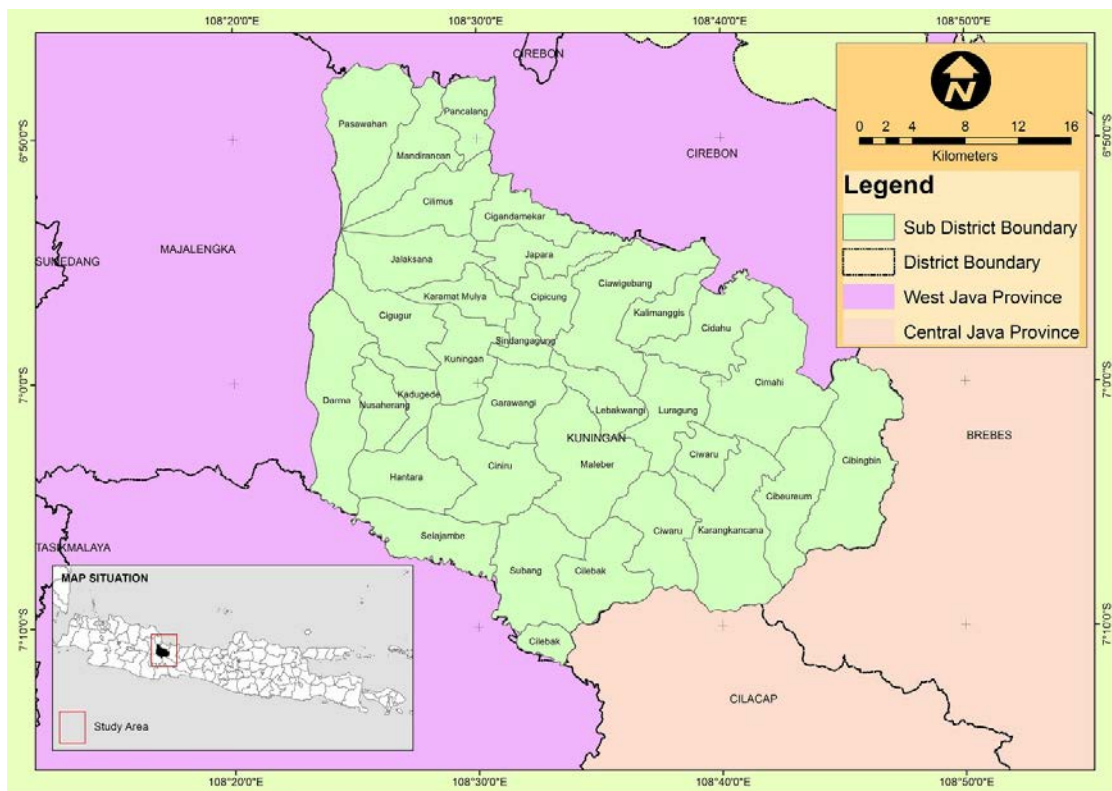 108°20'0"E 108°30'0"E 108°40'0"E 108°50'0"E
CIREBON
Pancalang
Pasawahan
0 2 4 8 12 16
Kilometers
6°50'0"S 6°50'0"S
Mandirancan
CIREBON
Legend
Sub District Boundary
District Boundary
West Java Province
Central Java Province
Cilimus
Cigandamekar
MAJALENGKA
SUMEDANG
Jalaksana
Japara
Ciawigebang
Karamat Mulya
Cipicung
Kalimanggis
Cigugur
Cidahu
Sindangagung
Kuningan
7°0'0"S 7°0'0"S
Cimahi
Darma
Nusaherang
Kadugede
Garawangi
Lebakwangi
Luragung
BREBES
KUNINGAN
Ciwaru
Cibingbin
Hantara
Ciniru
Maleber
Cibeureum
Selajambe
Ciwaru
Karangkancana
TASIKMALAYA
Subang
Cilebak
MAP SITUATION
7°10'0"S 7°10'0"S
Cilebak
CILACAP
Study Area
108°20'0"E 108°30'0"E 108°40'0"E 108°50'0"E
N